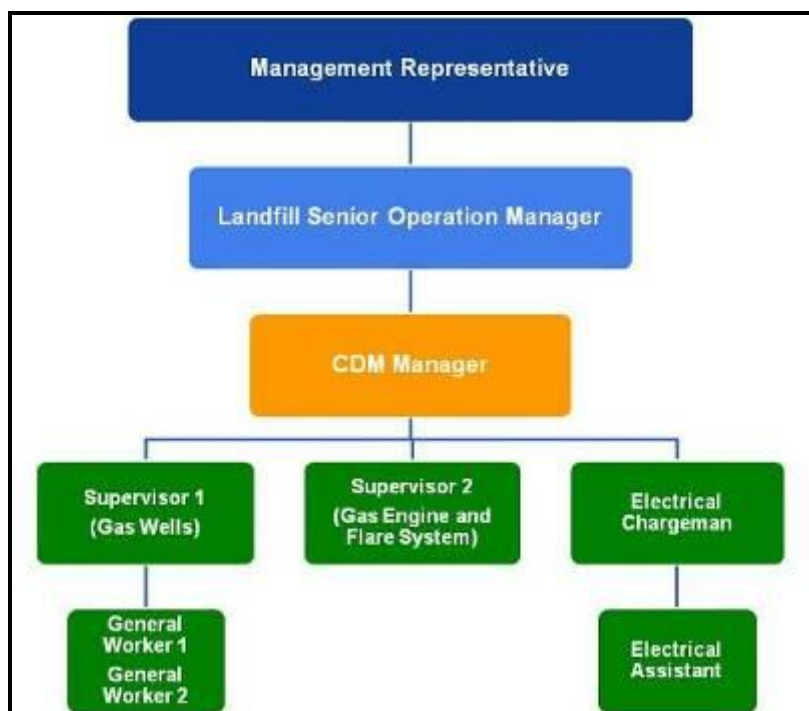 Management Representative
Landfill Senior Operation Manager
CDM Manager
Supervisor 1
(Gas Wells)
Supervisor 2
(Gas Engine and
Flare System)
Electrical
Chargeman
General
Worker 1
General
Worker 2
Electrical
Assistant